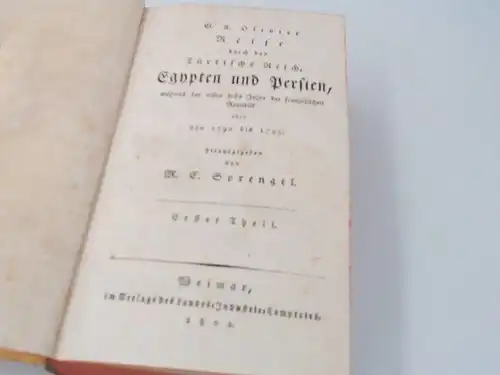 G. A. Olivier
Reise
durch das
Türkische Reich,
Egypten und Persien,
während der ersten sechs Jahre der französischen
Republik
oder
von 1792 bis
herausgegeben
von
M. C. Sprengel.
Erster Theil.
Weimar,
im Verlage des Landes-Industrie-Comptoirs.